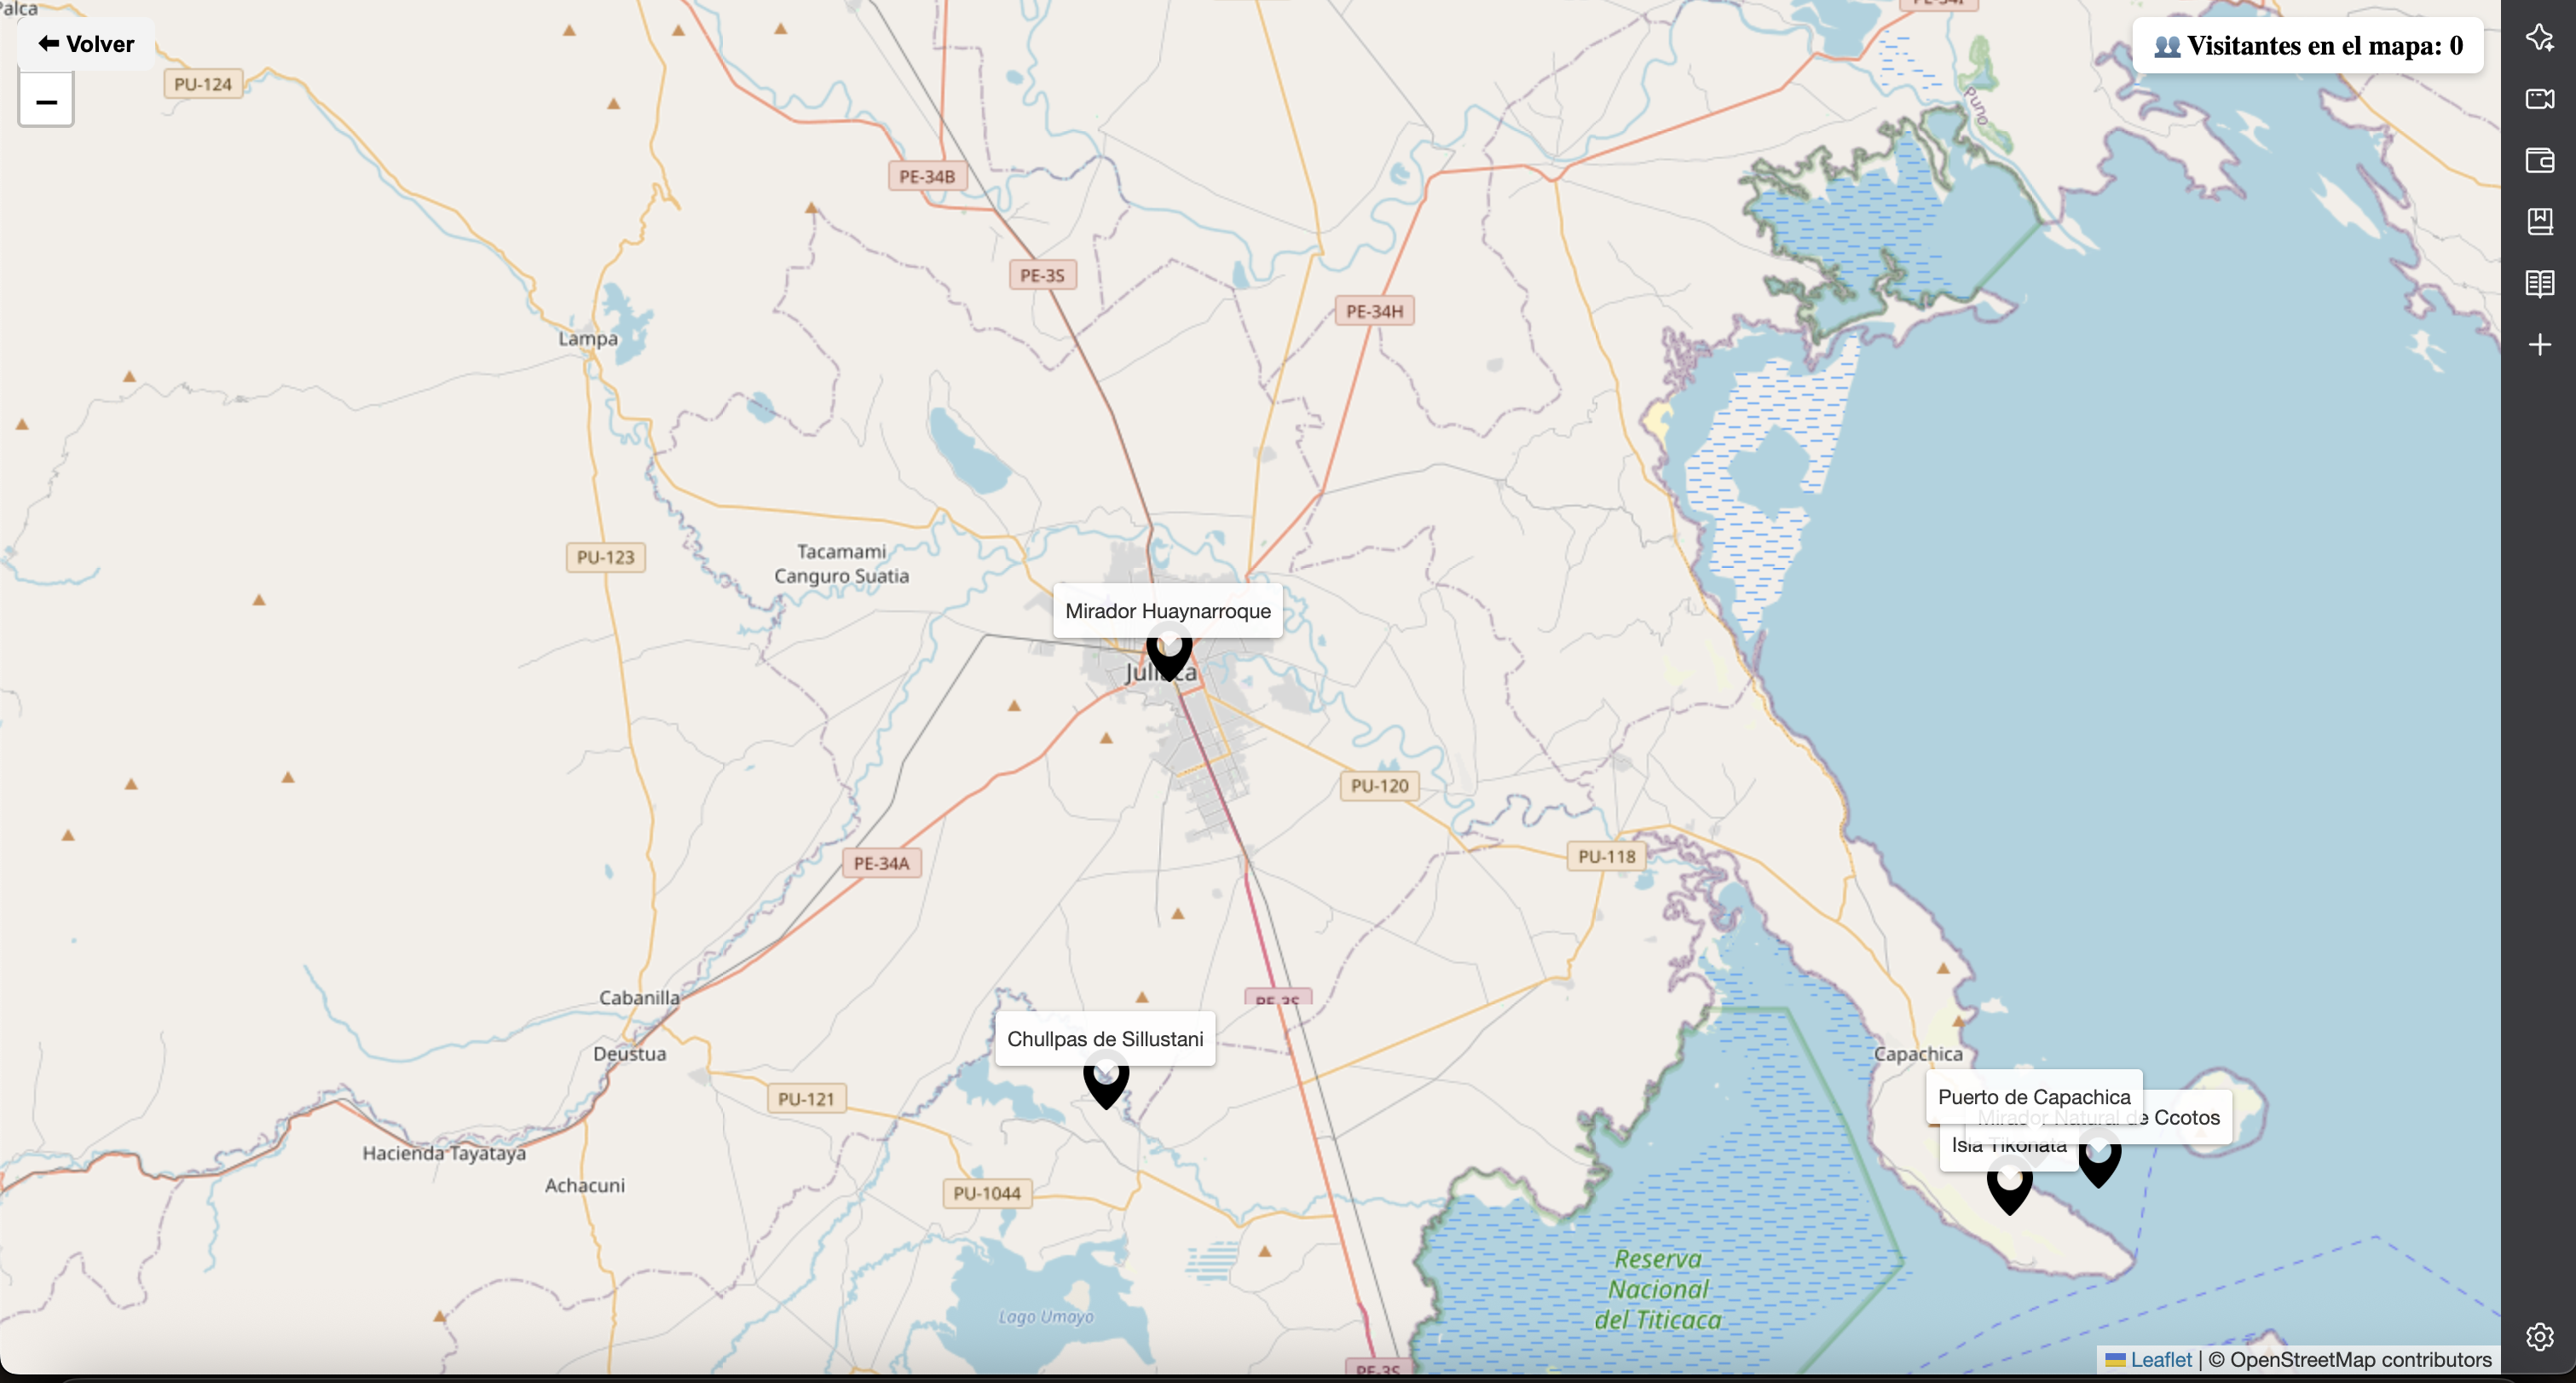 Palca
🡄 Volver
−
👥 Visitantes en el mapa: 0
PU-124
Puno
PE-34B
PE-3S
PE-34H
Lampa
PU-123
Tacamami
Canguro Suatia
Mirador Huaynarroque
Juliaca
PU-120
PU-118
PE-34A
Cabanilla
PE-3S
Chullpas de Sillustani
Deustua
Capachica
PU-121
Puerto de Capachica
Mirador Natural de Ccotos
Isla Tikonata
Hacienda Tayataya
Achacuni
PU-1044
Reserva
Nacional
del Titicaca
Lago Umayo
PE-3S
Leaflet | © OpenStreetMap contributors